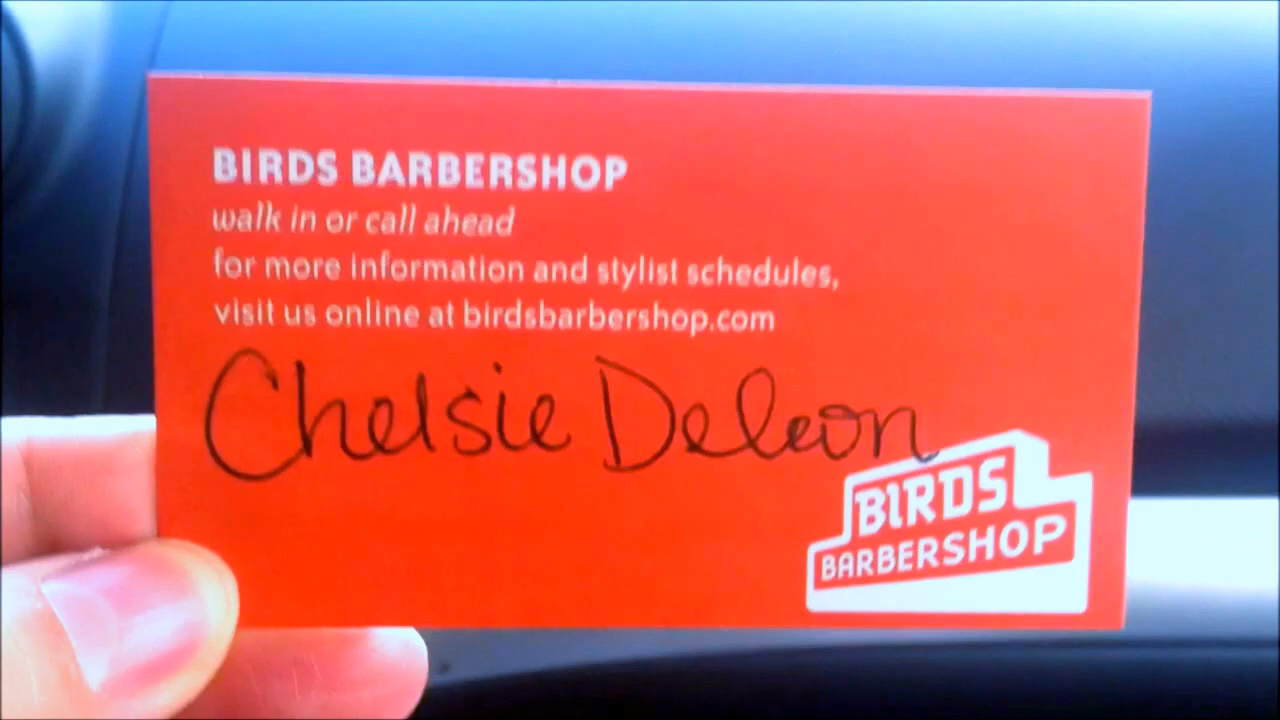 BIRDS BARBERSHOP
walk in or call ahead
for more information and stylist schedules,
visit us online at birdsbarbershop.com
Chelsie Deleon
BIRDS
BARBERSHOP